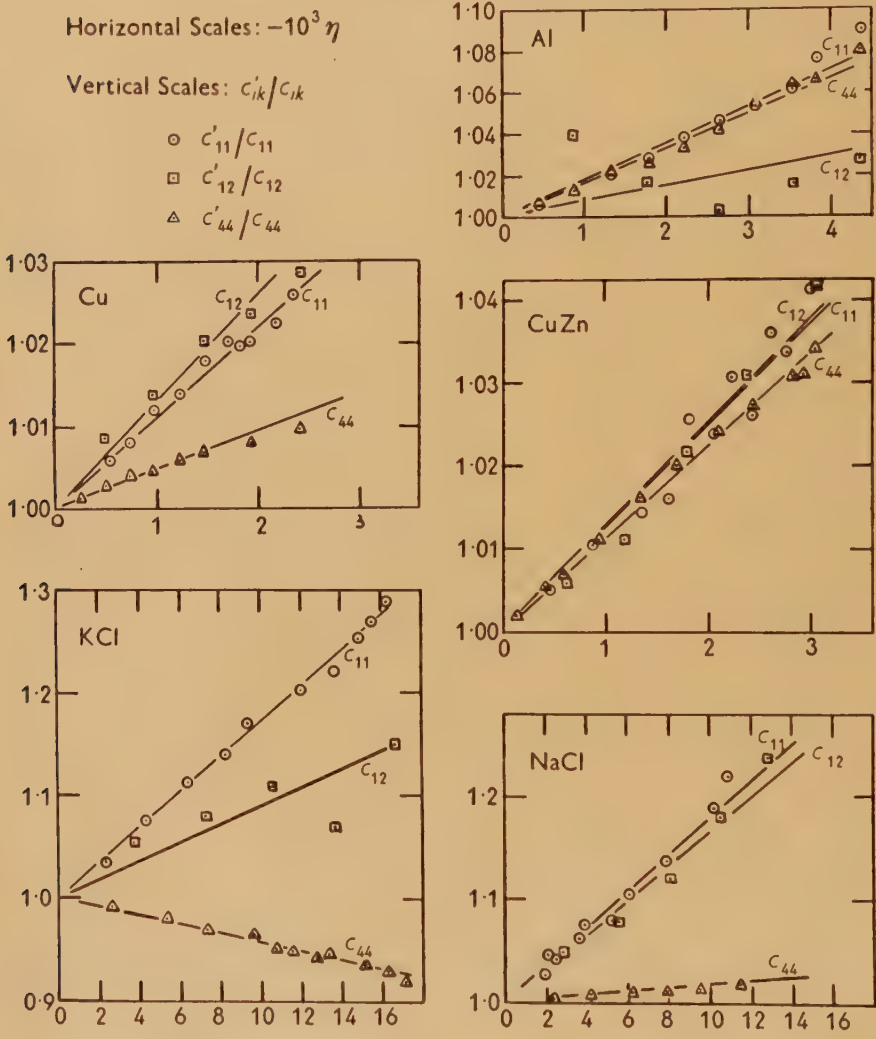 Horizontal Scales: −10³ η
Vertical Scales: c′ik/cik
⊙ c′11/c11
⊡ c′12/c12
◬ c′44/c44
Al
1·10
1·08
1·06
1·04
1·02
1·00
0 1 2 3 4
C11
C44
C12
Cu
1·03
1·02
1·01
1·00
0 1 2 3
C12
C11
C44
CuZn
1·04
1·03
1·02
1·01
1·00
0 1 2 3
C12
C11
C44
KCl
1·3
1·2
1·1
1·0
0·9
0 2 4 6 8 10 12 14 16
C11
C12
C44
NaCl
1·2
1·1
1·0
0 2 4 6 8 10 12 14 16 18
C11
C12
C44